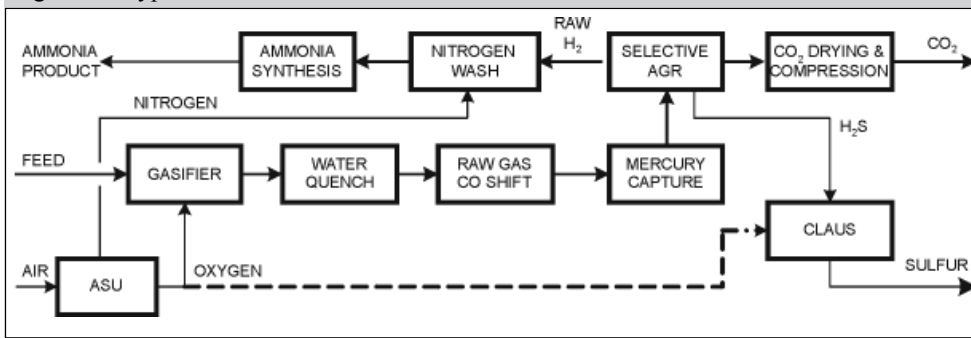 RAW
H₂
AMMONIA
PRODUCT
AMMONIA
SYNTHESIS
NITROGEN
WASH
SELECTIVE
AGR
CO₂ DRYING &
COMPRESSION
CO₂
NITROGEN
H₂S
FEED
GASIFIER
WATER
QUENCH
RAW GAS
CO SHIFT
MERCURY
CAPTURE
CLAUS
AIR
ASU
OXYGEN
SULFUR